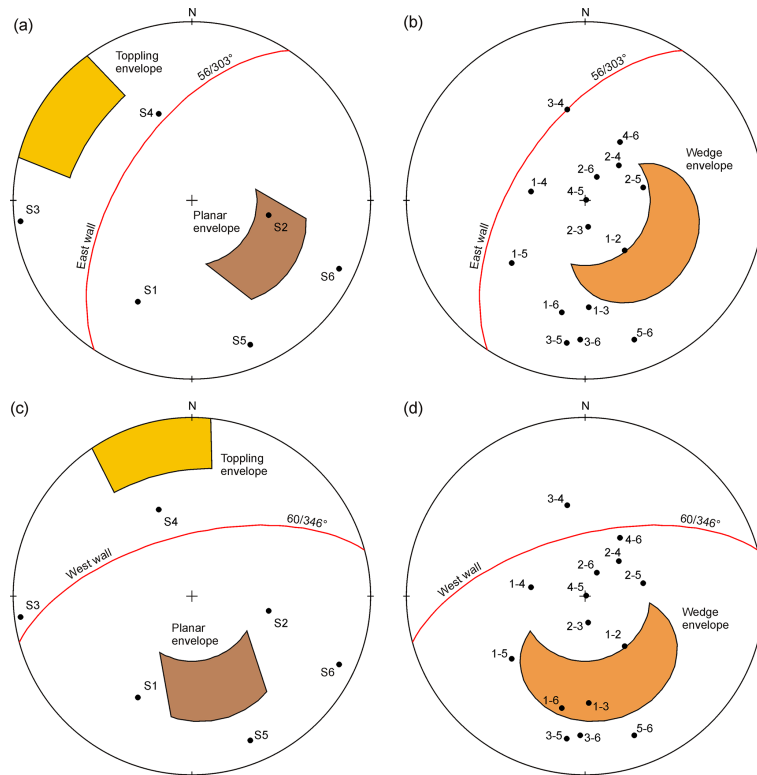 (a)
N
Toppling
envelope
56/303°
S4
S3
East wall
Planar
envelope
S2
S1
S6
S5
(b)
N
56/303°
3-4
4-6
2-4
Wedge
envelope
2-6
2-5
1-4
4-5
2-3
1-2
East wall
1-5
1-6
1-3
3-5
3-6
5-6
(c)
N
Toppling
envelope
S4
60/346°
West wall
S3
S2
Planar
envelope
S1
S6
S5
(d)
N
3-4
60/346°
4-6
2-4
West wall
2-6
2-5
1-4
4-5
Wedge
envelope
2-3
1-2
1-5
1-6
1-3
3-5
3-6
5-6